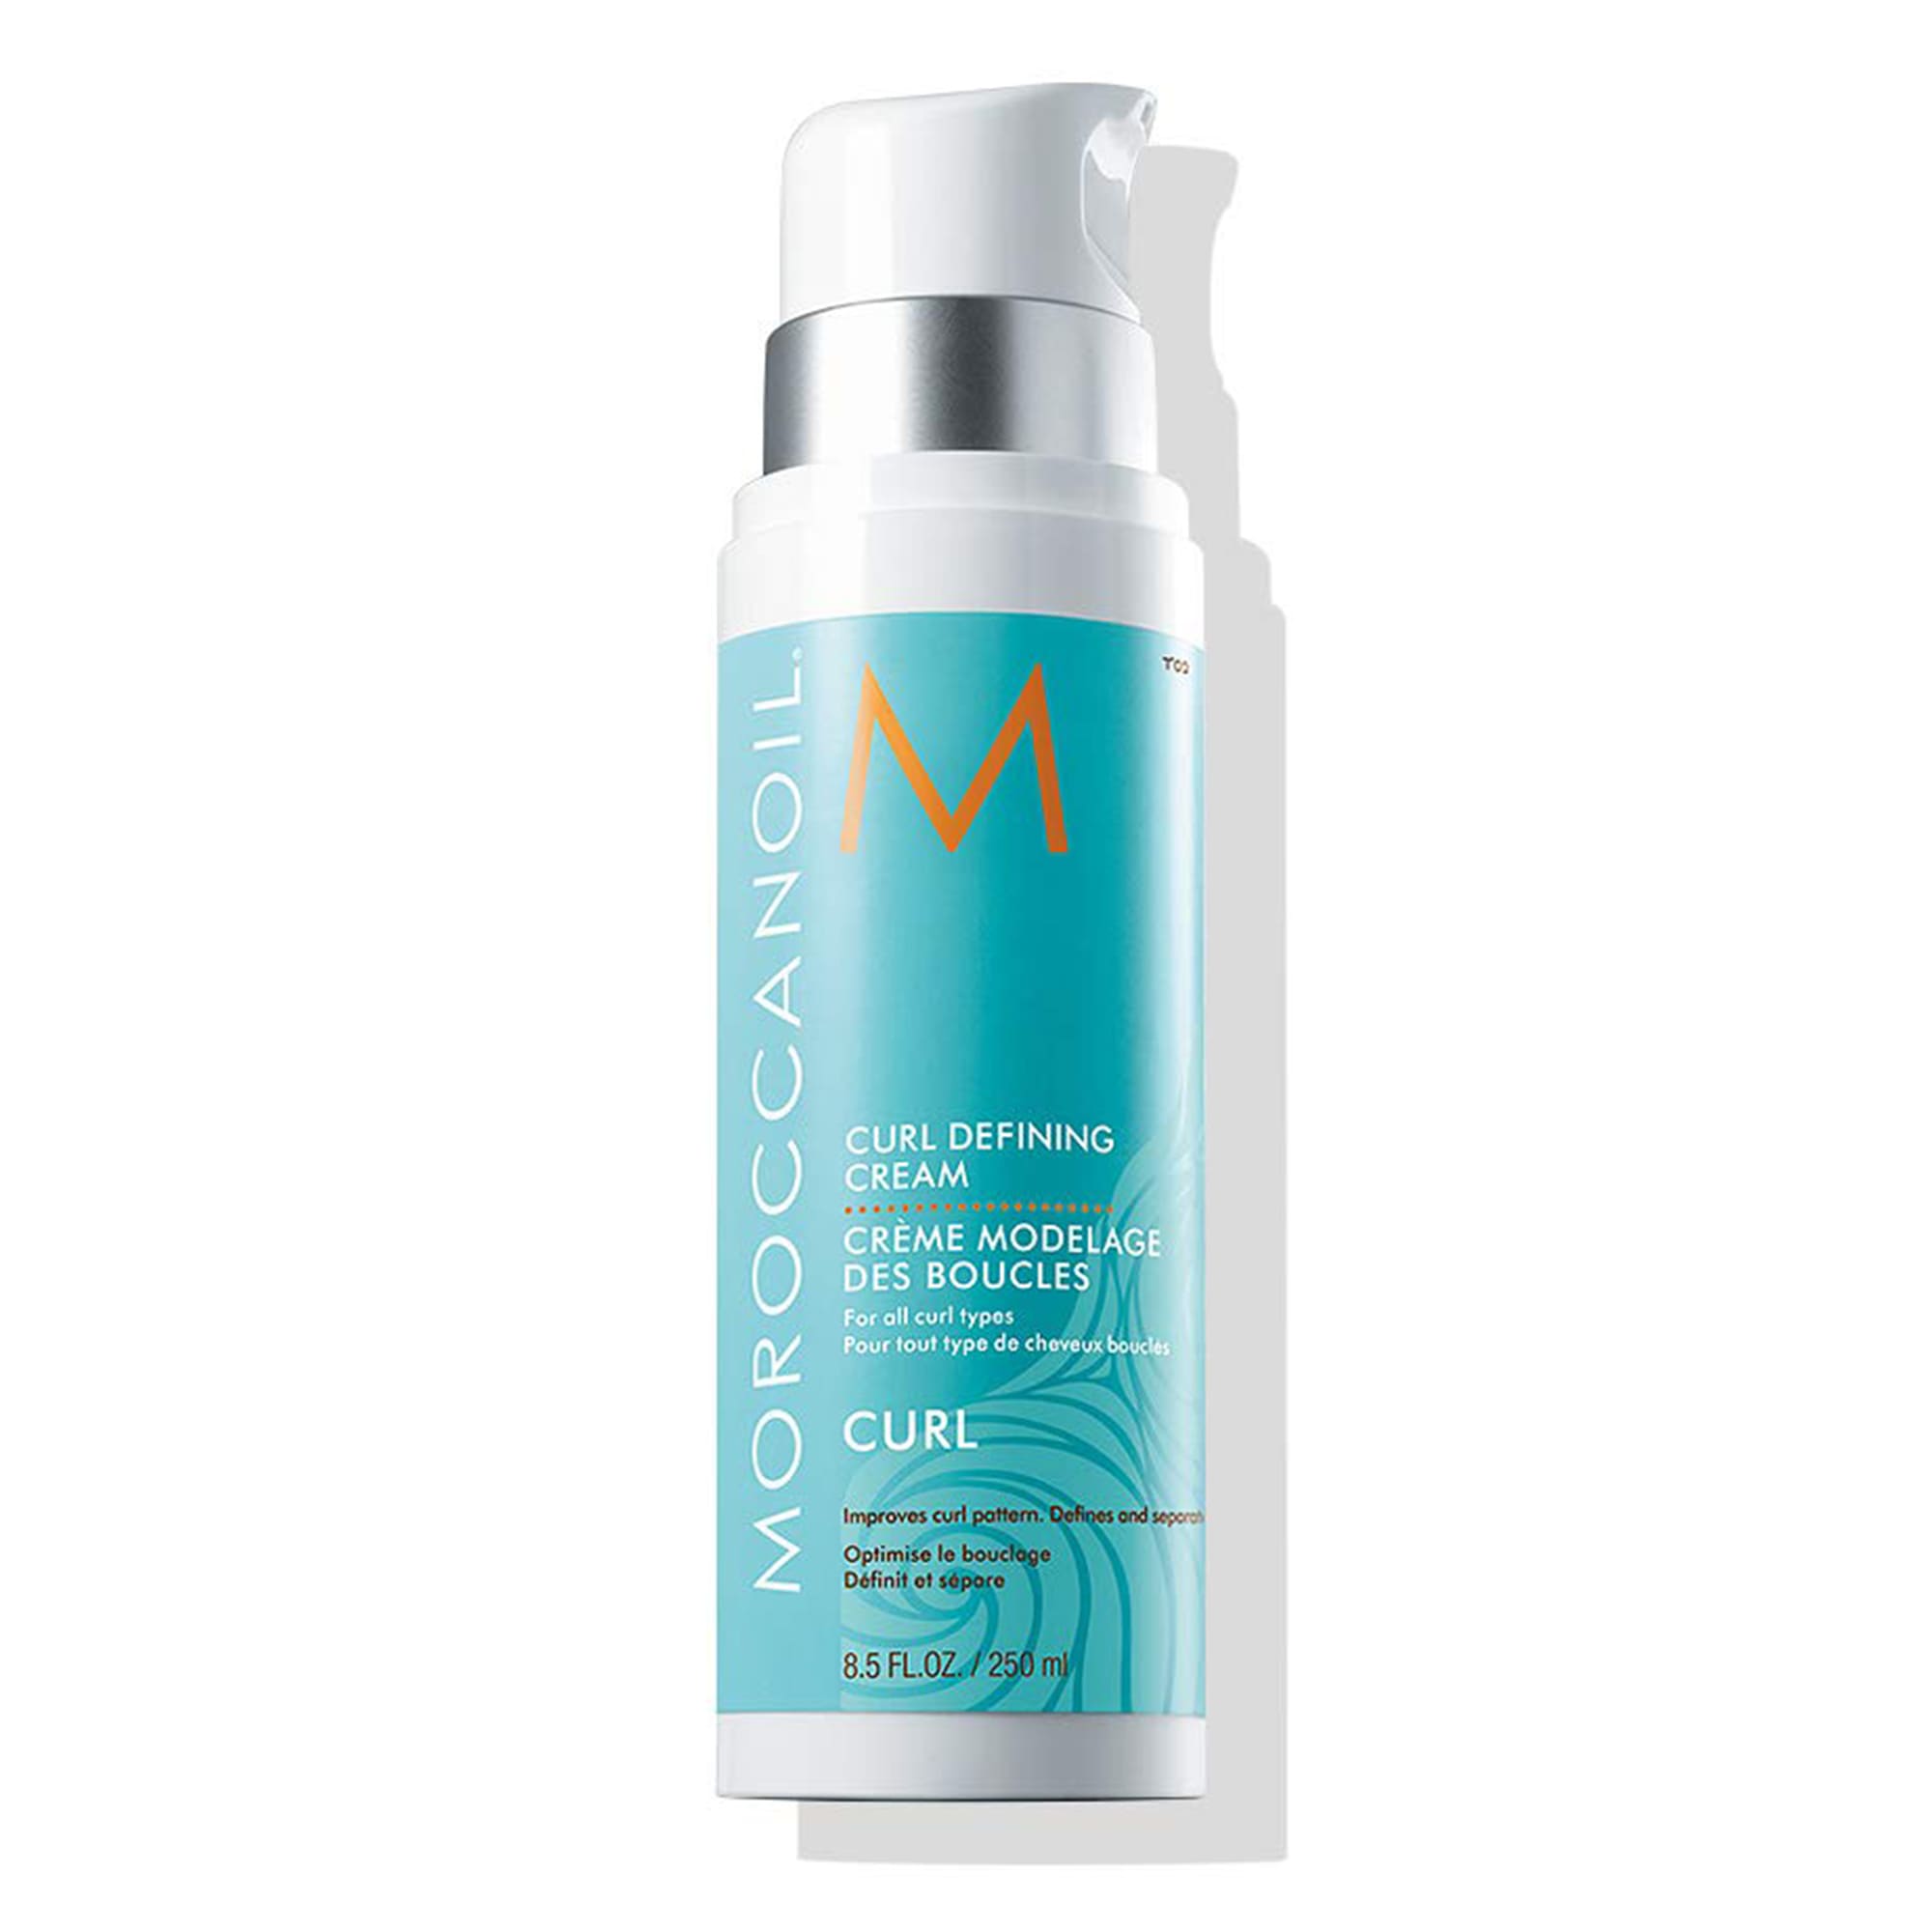 MOROCCANOIL®
M
CURL DEFINING
CREAM
CRÈME MODELAGE
DES BOUCLES
For all curl types
Pour tout type de cheveux bouclés
CURL
Improves curl pattern. Defines and
Optimise le bouclage
Définit et sépare
8.5 FL.OZ. / 250 ml